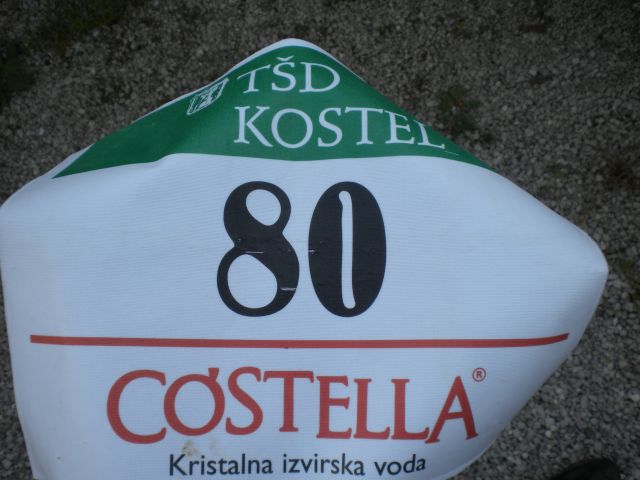 TŠD
KOSTEL
80
COSTELLA®
Kristalna izvirska voda